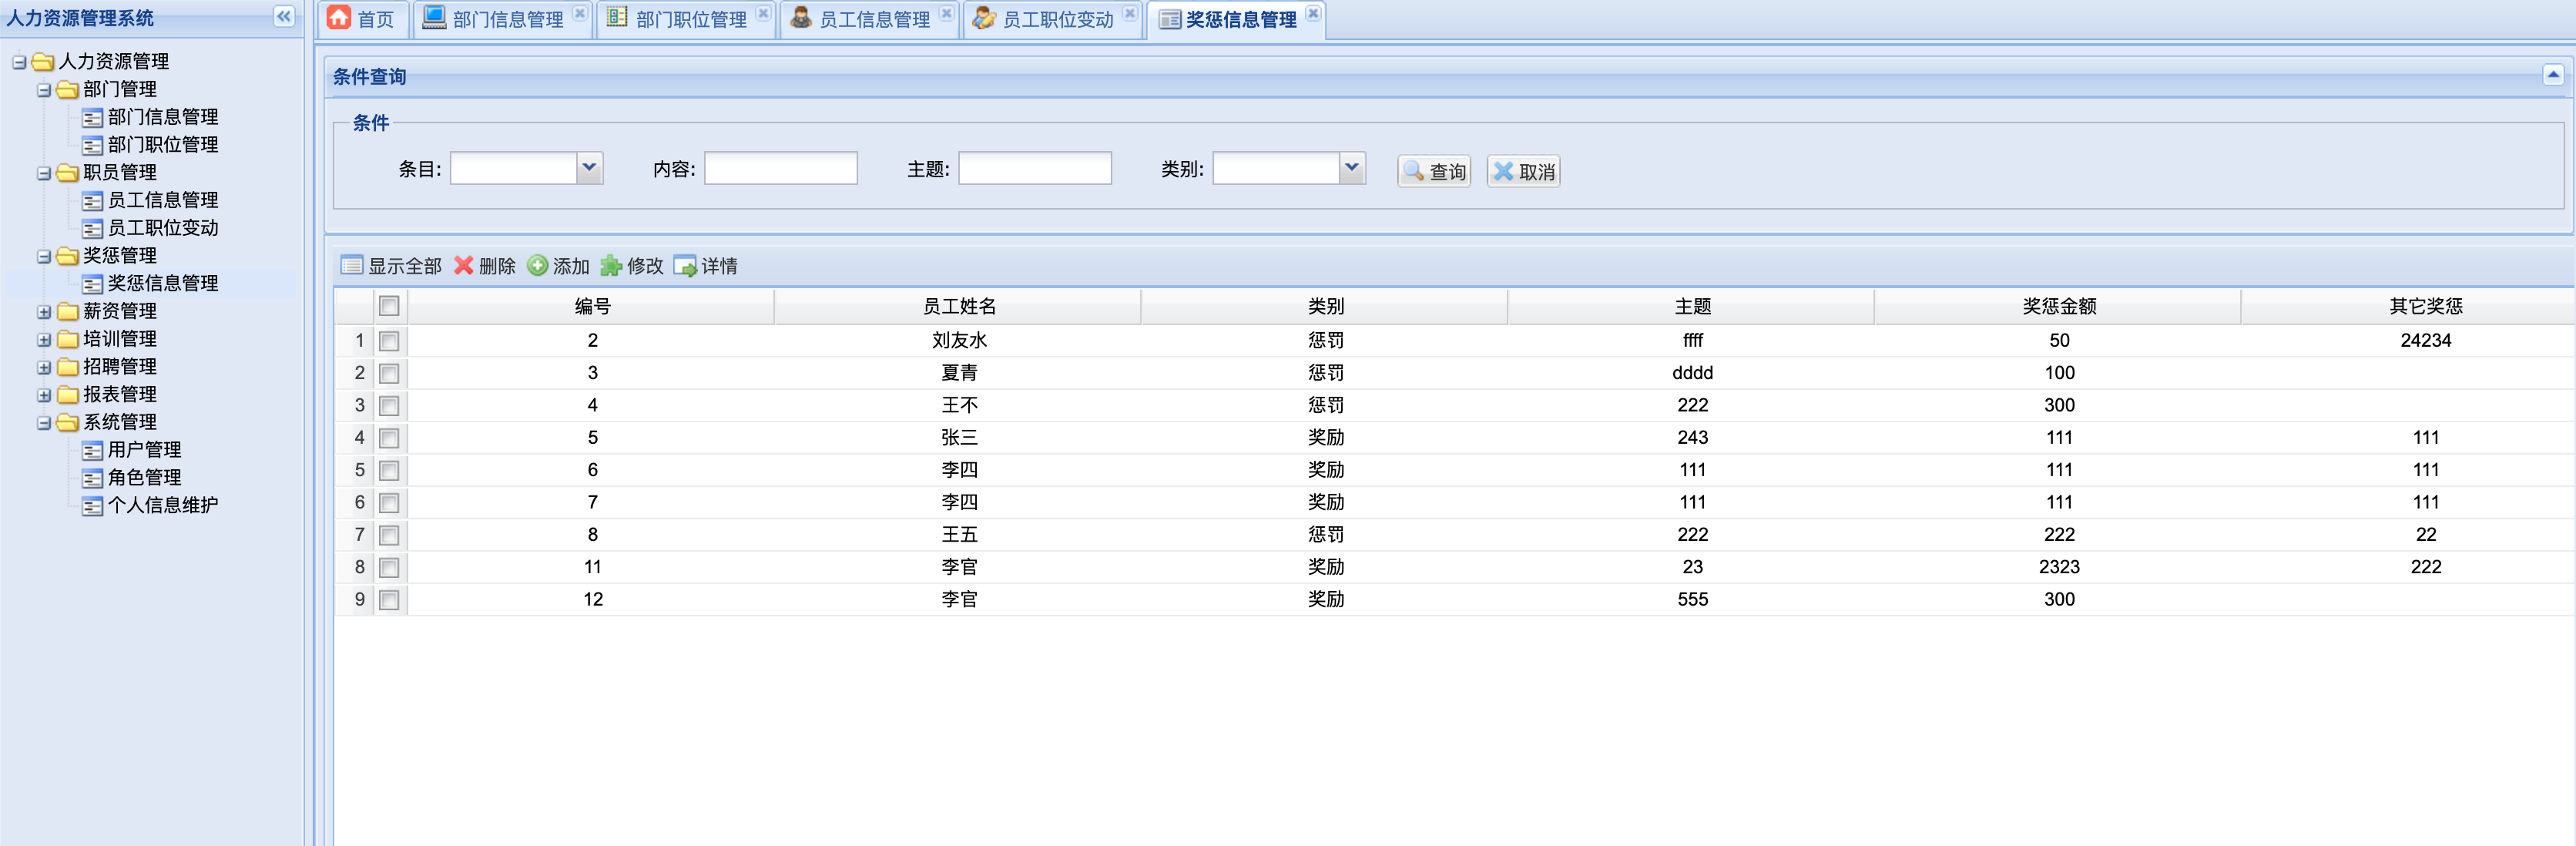 人力资源管理系统
人力资源管理
部门管理
部门信息管理
部门职位管理
职员管理
员工信息管理
员工职位变动
奖惩管理
奖惩信息管理
薪资管理
培训管理
招聘管理
报表管理
系统管理
用户管理
角色管理
个人信息维护
首页 部门信息管理 部门职位管理 员工信息管理 员工职位变动 奖惩信息管理
条件查询
条件
条目: 内容: 主题: 类别: 查询 取消
显示全部 删除 添加 修改 详情
编号 员工姓名 类别 主题 奖惩金额 其它奖惩
1 2 刘友水 惩罚 ffff 50 24234
2 3 夏青 惩罚 dddd 100
3 4 王不 惩罚 222 300
4 5 张三 奖励 243 111 111
5 6 李四 奖励 111 111 111
6 7 李四 奖励 111 111 111
7 8 王五 惩罚 222 222 22
8 11 李官 奖励 23 2323 222
9 12 李官 奖励 555 300